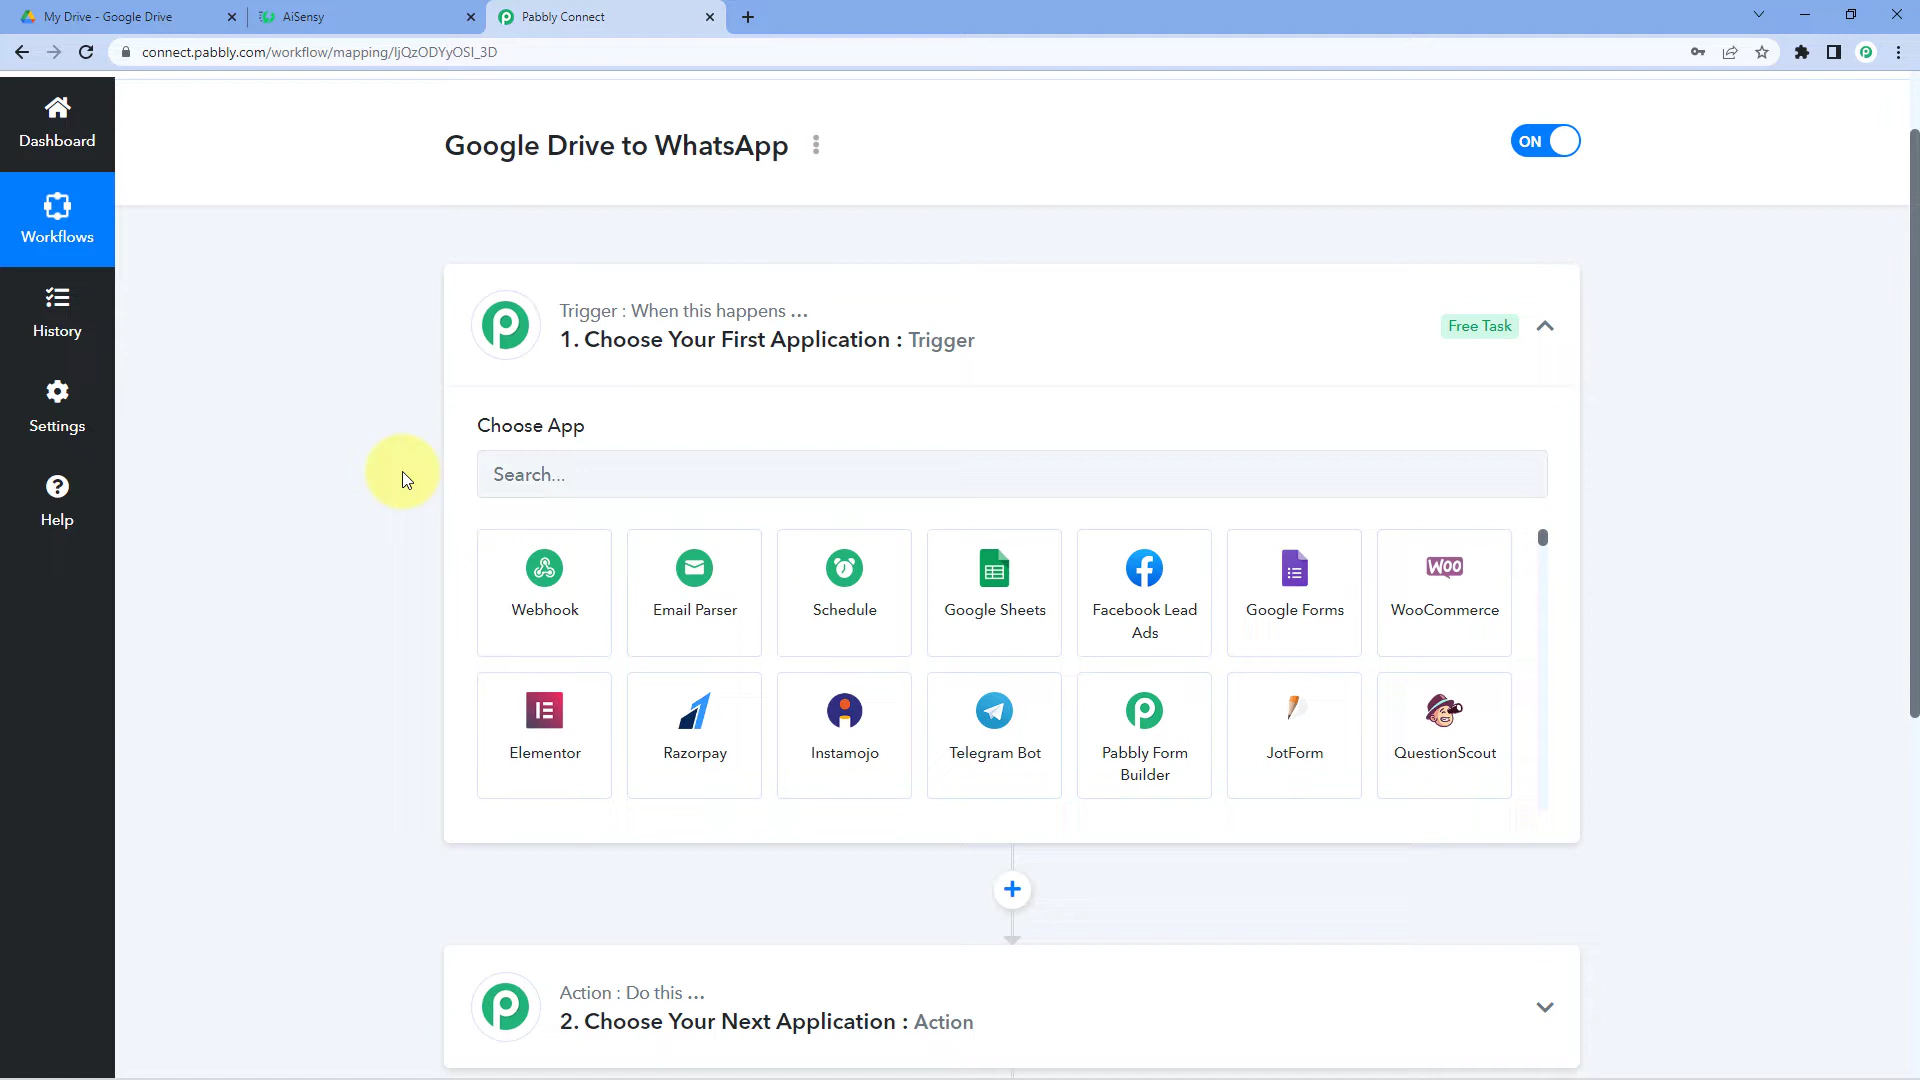 My Drive - Google Drive
AiSensy
Pabbly Connect
connect.pabbly.com/workflow/mapping/IjQzODYyOSI_3D
Dashboard
Google Drive to WhatsApp
ON
Workflows
History
Settings
Help
Trigger : When this happens ...
1. Choose Your First Application : Trigger
Free Task
Choose App
Search...
Webhook
Email Parser
Schedule
Google Sheets
Facebook Lead
Ads
Google Forms
WOO
WooCommerce
Elementor
Razorpay
Instamojo
Telegram Bot
Pabbly Form
Builder
JotForm
QuestionScout
Action : Do this ...
2. Choose Your Next Application : Action